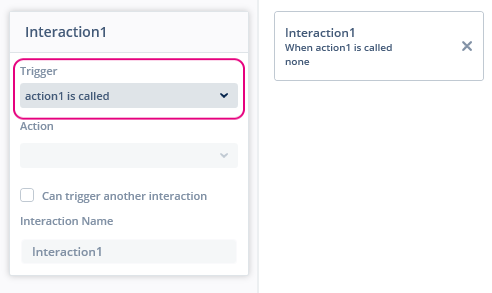 Interaction1
Trigger
action1 is called
Action
Can trigger another interaction
Interaction Name
Interaction1
Interaction1
When action1 is called
none